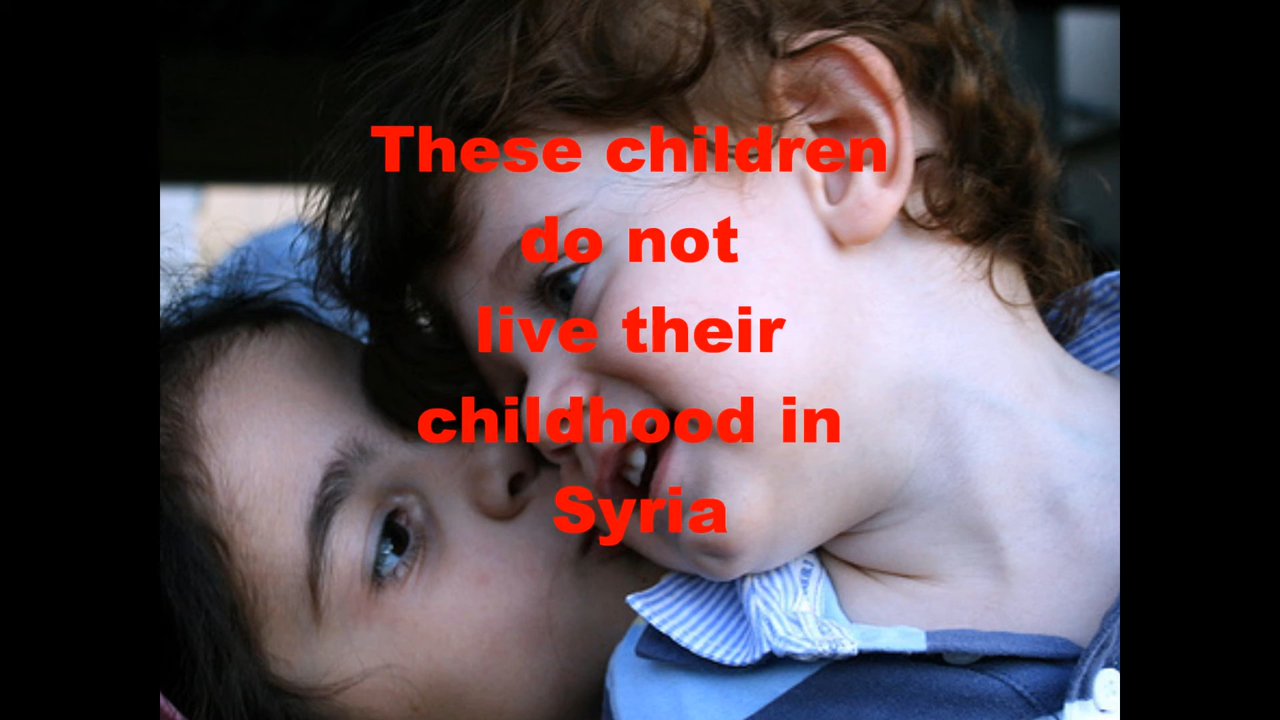 These children
do not
live their
childhood in
Syria